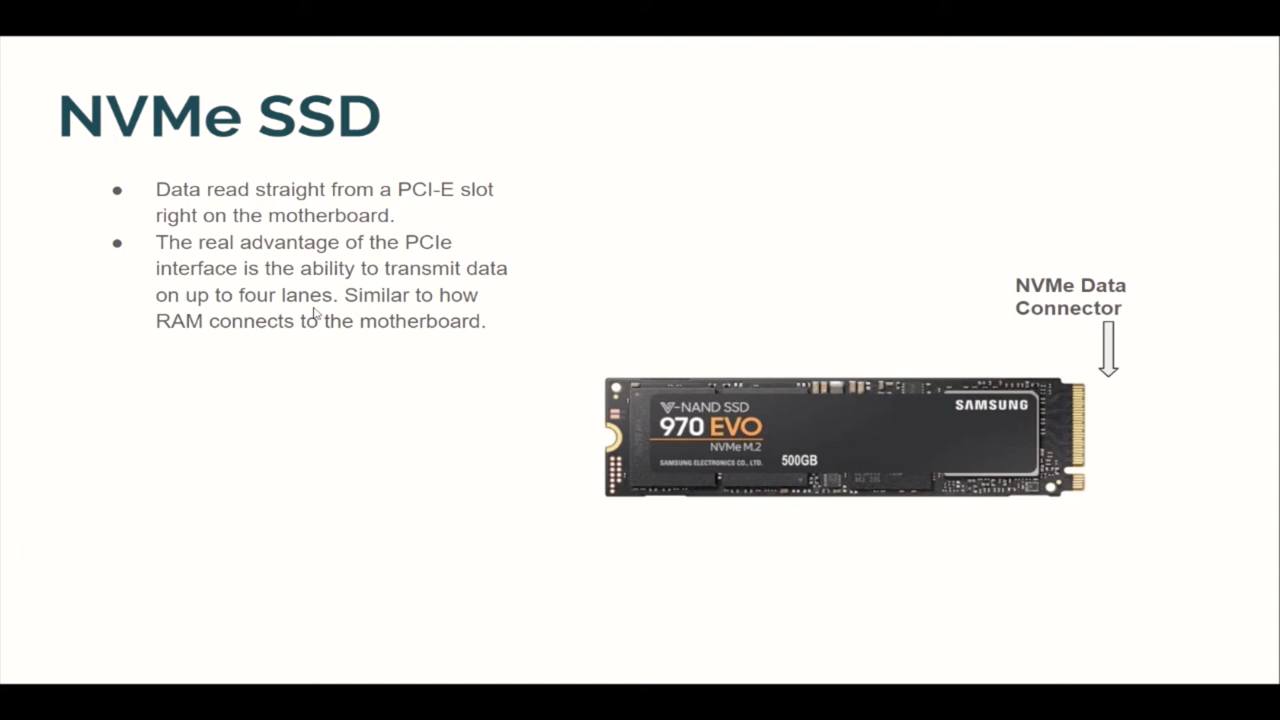 NVMe SSD
● Data read straight from a PCI-E slot
right on the motherboard.
● The real advantage of the PCIe
interface is the ability to transmit data
on up to four lanes. Similar to how
RAM connects to the motherboard.
NVMe Data
Connector
V-NAND SSD
970 EVO
NVMe M.2
SAMSUNG ELECTRONICS CO., LTD.
500GB
SAMSUNG